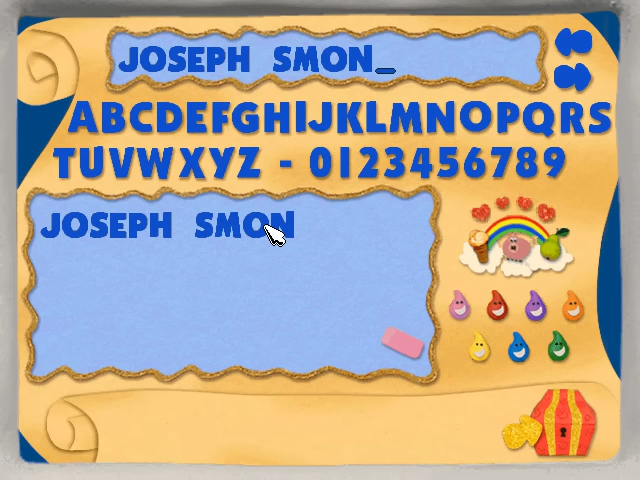 JOSEPH SMON_
ABCDEFGHIJKLMNOPQRS
TUVWXYZ - 0123456789
JOSEPH SMON